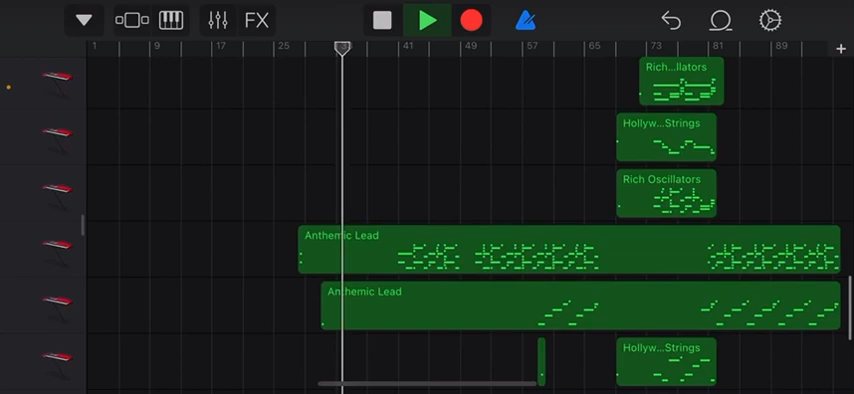 FX
1 9 17 25 33 41 49 57 65 73 81 89 +
Rich...llators
Hollyw...Strings
Rich Oscillators
Anthemic Lead
Anthemic Lead
Hollyw...Strings